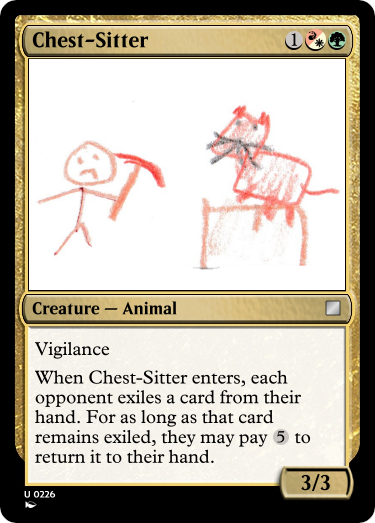 Chest-Sitter 1
Creature — Animal
Vigilance
When Chest-Sitter enters, each
opponent exiles a card from their
hand. For as long as that card
remains exiled, they may pay 5 to
return it to their hand.
3/3
U 0226